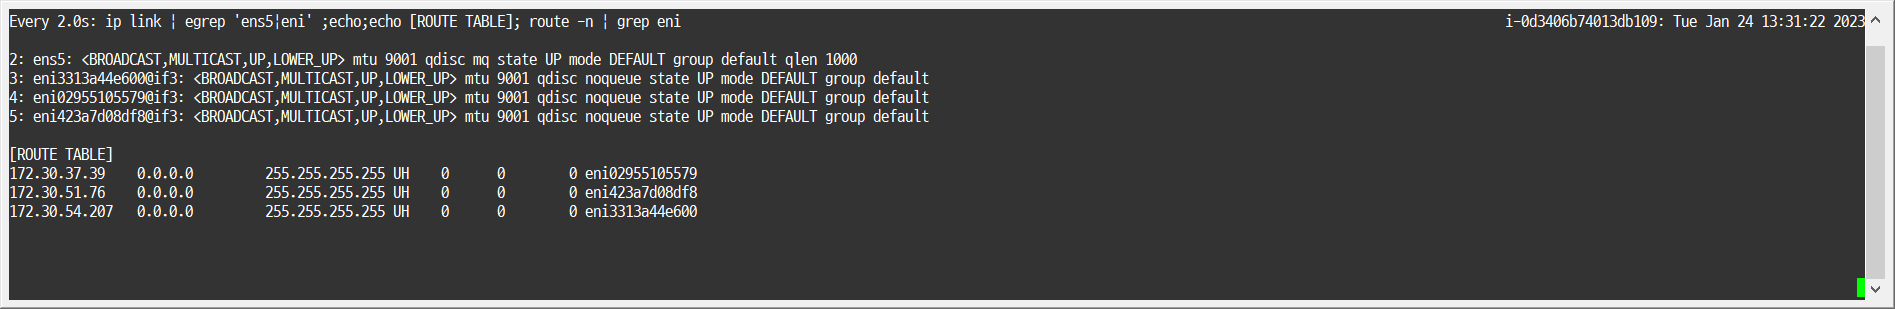 Every 2.0s: ip link ¦ egrep 'ens5|eni' ;echo;echo [ROUTE TABLE]; route -n ¦ grep eni                i-0d3406b74013db109: Tue Jan 24 13:31:22 2023
2: ens5: <BROADCAST,MULTICAST,UP,LOWER_UP> mtu 9001 qdisc mq state UP mode DEFAULT group default qlen 1000
3: eni3313a44e600@if3: <BROADCAST,MULTICAST,UP,LOWER_UP> mtu 9001 qdisc noqueue state UP mode DEFAULT group default
4: eni02955105579@if3: <BROADCAST,MULTICAST,UP,LOWER_UP> mtu 9001 qdisc noqueue state UP mode DEFAULT group default
5: eni423a7d08df8@if3: <BROADCAST,MULTICAST,UP,LOWER_UP> mtu 9001 qdisc noqueue state UP mode DEFAULT group default
[ROUTE TABLE]
172.30.37.39    0.0.0.0         255.255.255.255 UH    0      0        0 eni02955105579
172.30.51.76    0.0.0.0         255.255.255.255 UH    0      0        0 eni423a7d08df8
172.30.54.207   0.0.0.0         255.255.255.255 UH    0      0        0 eni3313a44e600